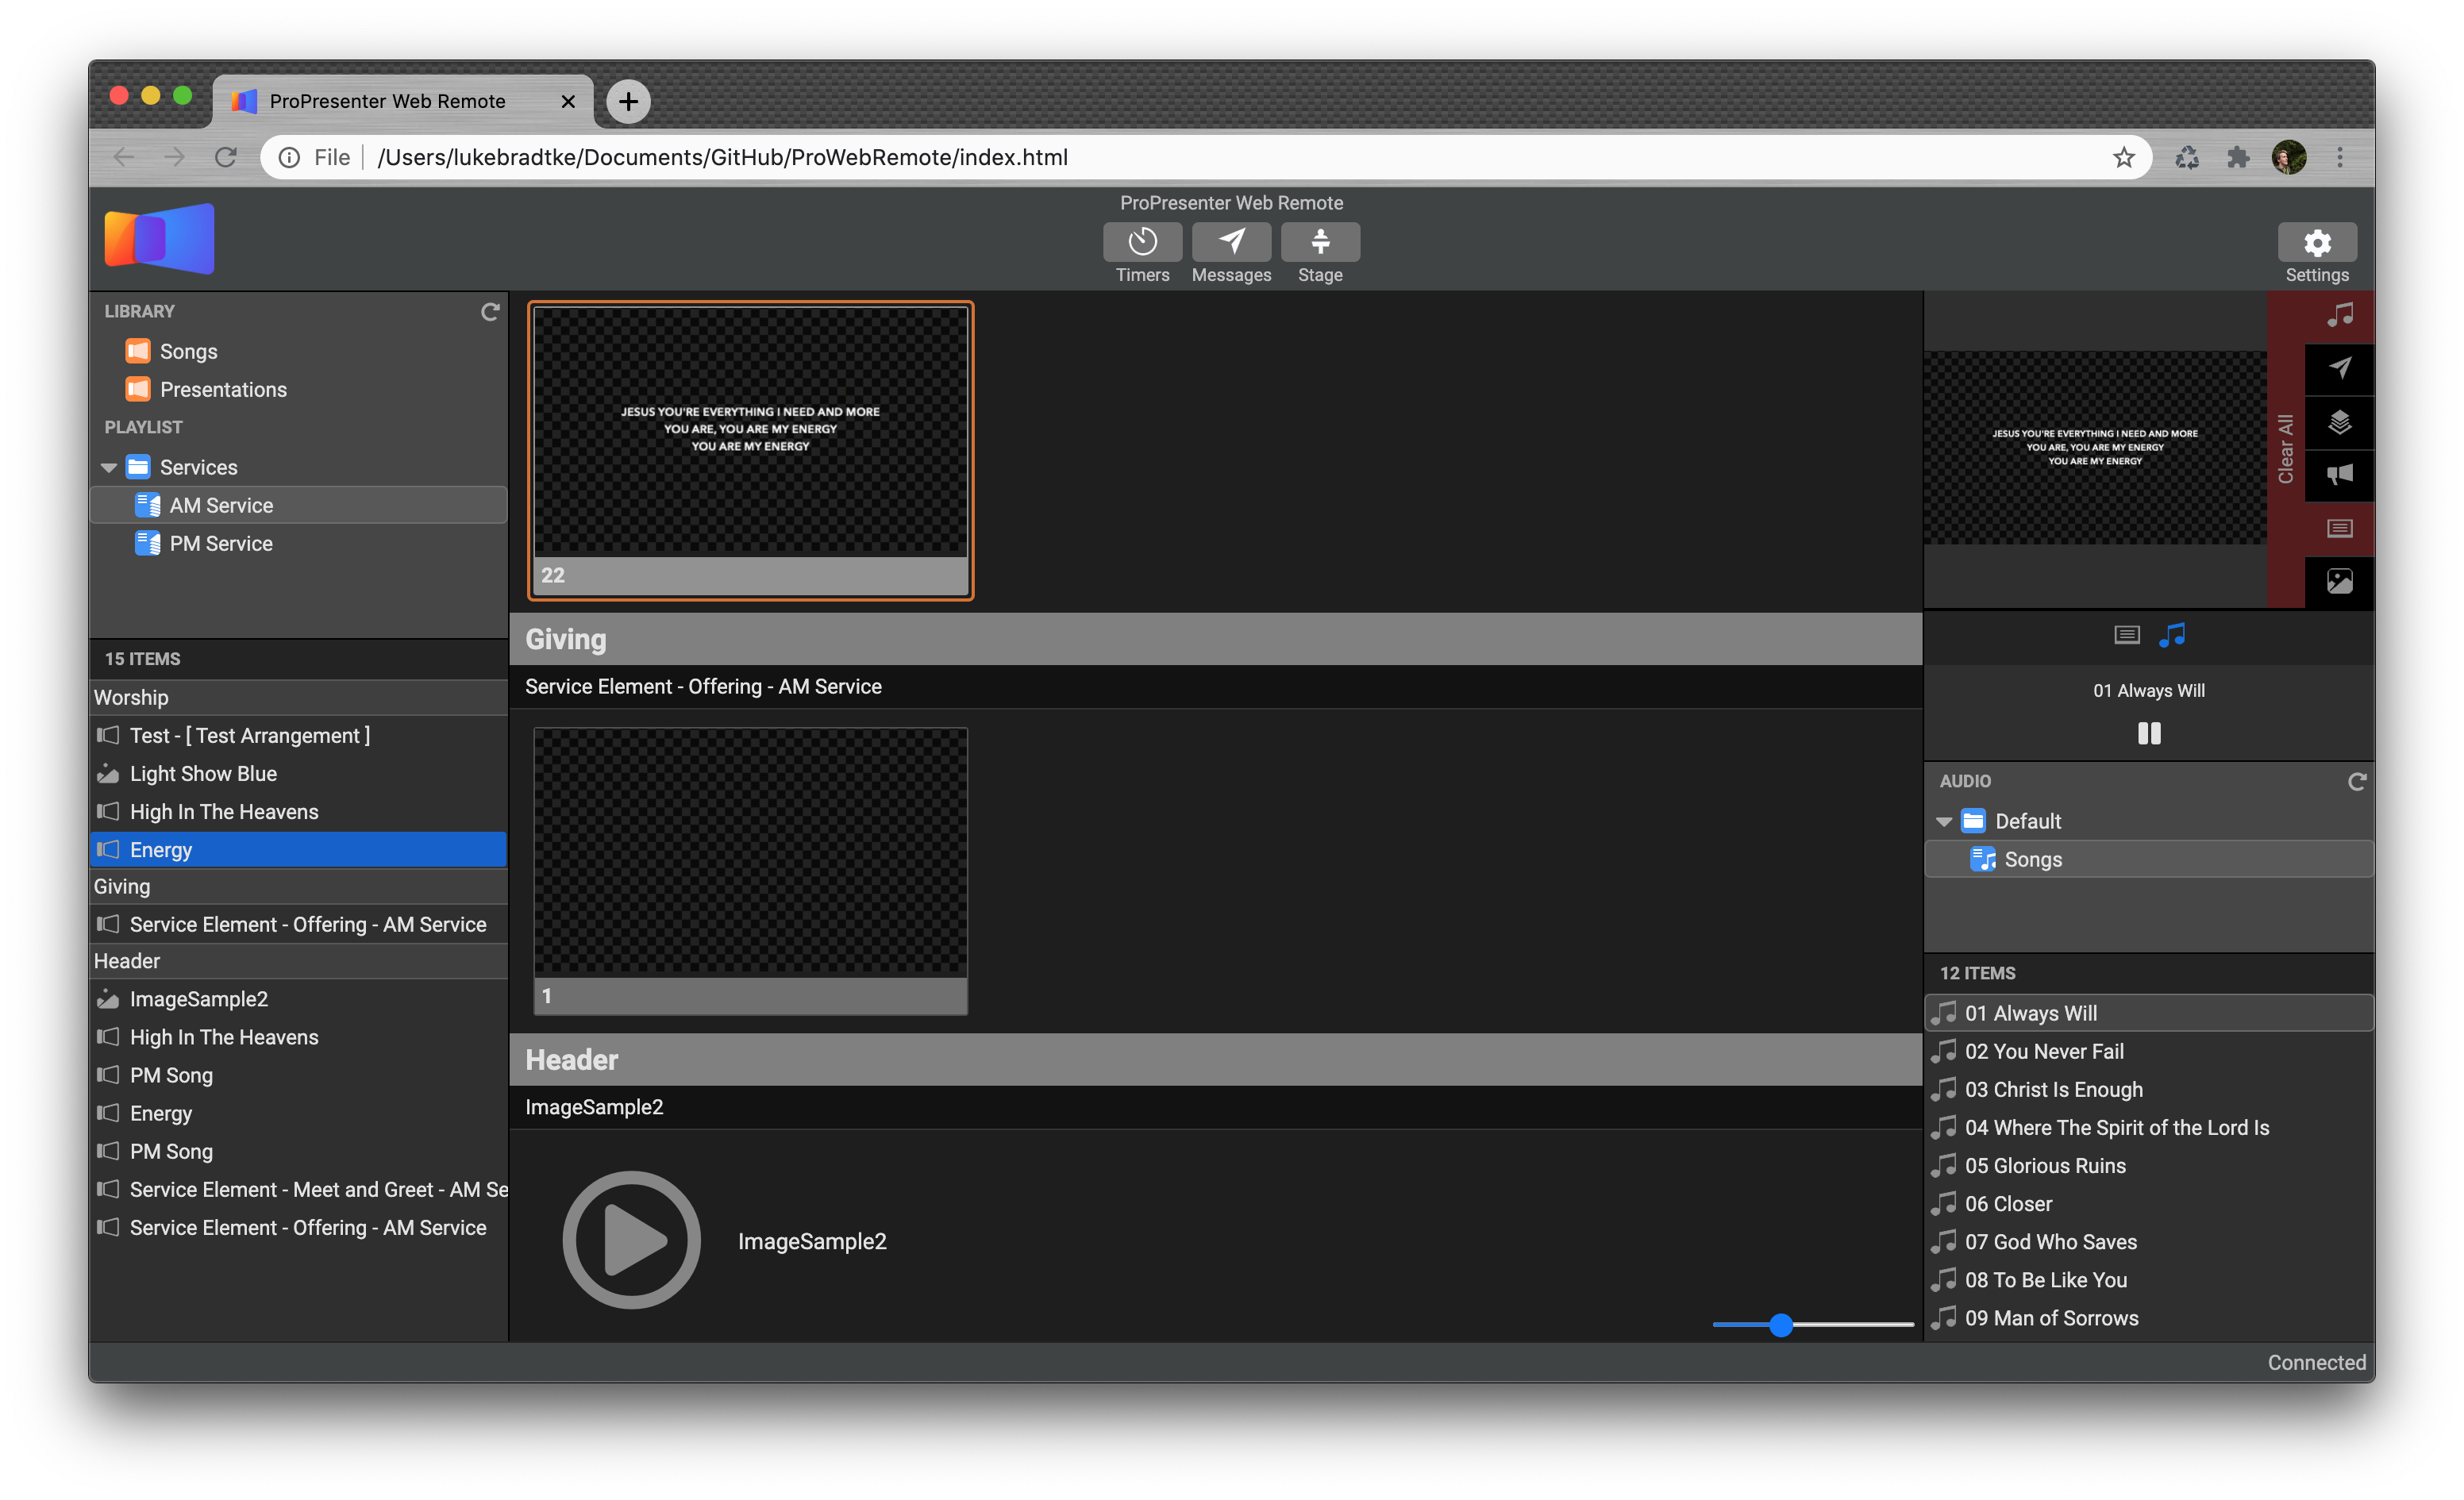 ProPresenter Web Remote
File
/Users/lukebradtke/Documents/GitHub/ProWebRemote/index.html
ProPresenter Web Remote
Timers
Messages
Stage
Settings
LIBRARY
Songs
Presentations
PLAYLIST
Services
AM Service
PM Service
15 ITEMS
Worship
Test - [ Test Arrangement ]
Light Show Blue
High In The Heavens
Energy
Giving
Service Element - Offering - AM Service
Header
ImageSample2
High In The Heavens
PM Song
Energy
PM Song
Service Element - Meet and Greet - AM Se
Service Element - Offering - AM Service
JESUS YOU'RE EVERYTHING I NEED AND MORE
YOU ARE, YOU ARE MY ENERGY
YOU ARE MY ENERGY
22
Giving
Service Element - Offering - AM Service
1
Header
ImageSample2
ImageSample2
JESUS YOU'RE EVERYTHING I NEED AND MORE
YOU ARE, YOU ARE MY ENERGY
YOU ARE MY ENERGY
Clear All
01 Always Will
AUDIO
Default
Songs
12 ITEMS
01 Always Will
02 You Never Fail
03 Christ Is Enough
04 Where The Spirit of the Lord Is
05 Glorious Ruins
06 Closer
07 God Who Saves
08 To Be Like You
09 Man of Sorrows
Connected